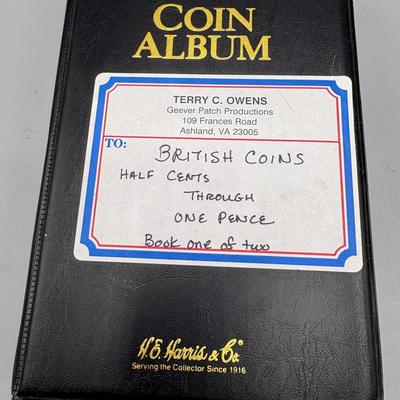 COIN
ALBUM
TERRY C. OWENS
Geever Patch Productions
109 Frances Road
Ashland, VA 23005
TO:
BRITISH COINS
HALF CENTS
THROUGH
ONE PENCE
Book one of two
H.E. Harris & Co.®
Serving the Collector Since 1916